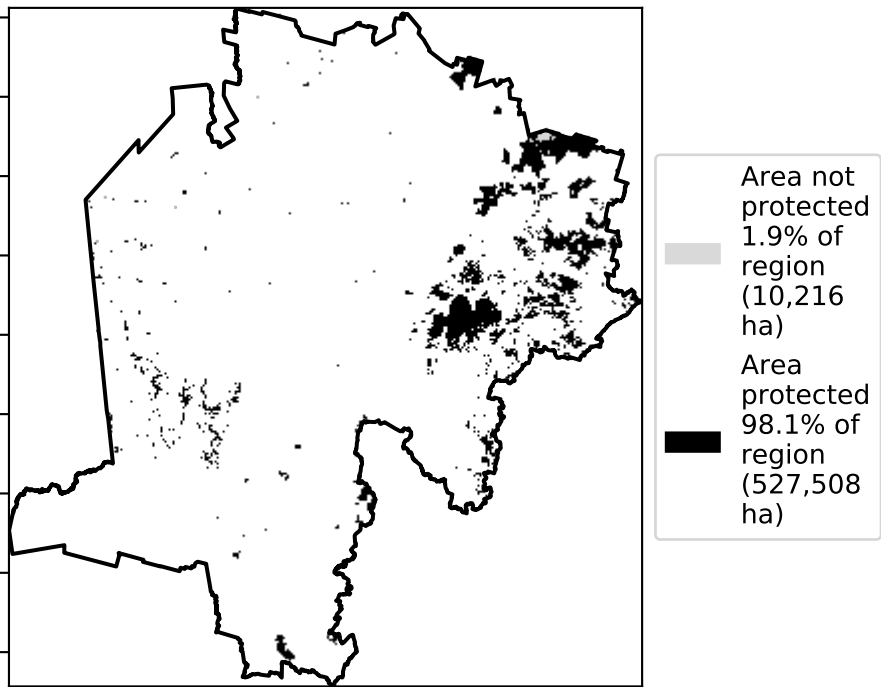 Area not
protected
1.9% of
region
(10,216
ha)
Area
protected
98.1% of
region
(527,508
ha)